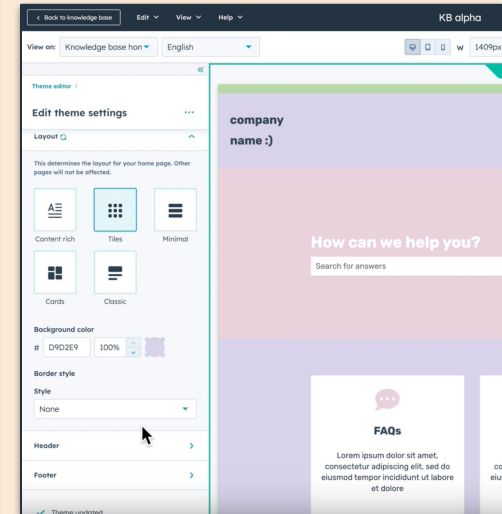 Back to knowledge base
Edit
View
Help
KB alpha
View on:
Knowledge base hon
English
W
1409px
Theme editor
Edit theme settings
Layout
This determines the layout for your home page. Other
pages will not be affected.
Content rich
Tiles
Minimal
Cards
Classic
Background color
# D9D2E9
100%
Border style
Style
None
Header
Footer
Theme updated
company
name :)
How can we help you?
Search for answers
FAQs
Lorem ipsum dolor sit amet,
consectetur adipiscing elit, sed do
eiusmod tempor incididunt ut labore
et dolore
co
eiu